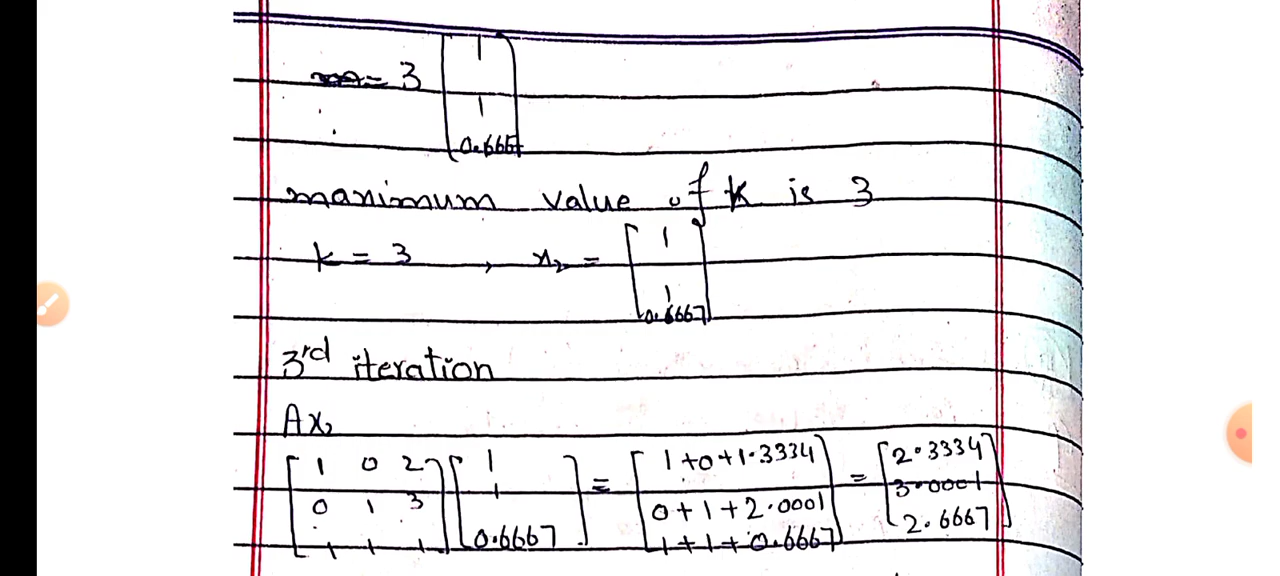 = 3 [ 1 1 0.6667 ]
manimum value of k is 3
k = 3 , x₂ = [ 1 1 0.6667 ]
3rd iteration
AX₂
[ 1 0 2 ] [ 1 ] = [ 1+0+1.3334 ] = [ 2.3334 ]
[ 0 1 3 ] [ 1 ] [ 0+1+2.0001 ] [ 3.0001 ]
[ 1 1 1 ] [ 0.6667 ] [ 1+1+0.6667 ] [ 2.6667 ]